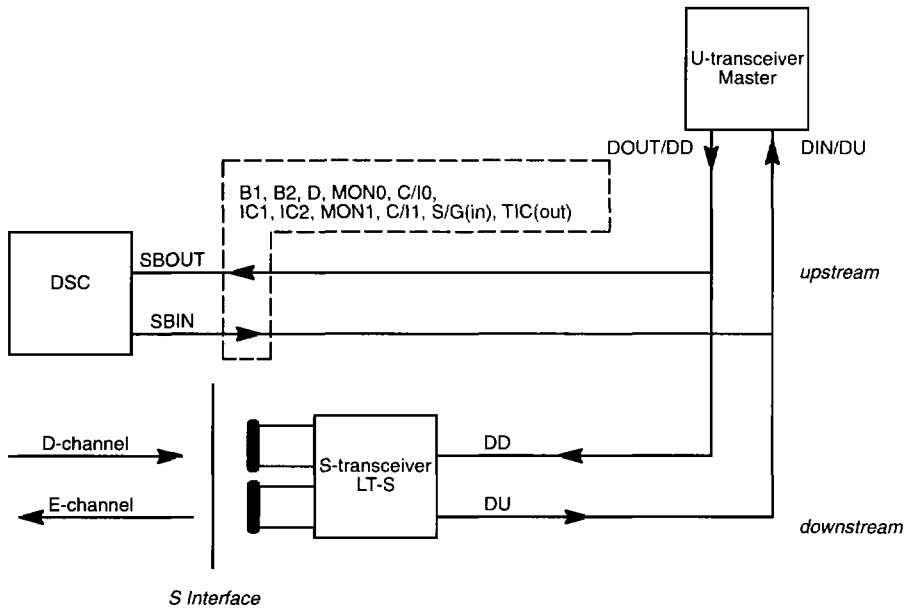 U-transceiver
Master
DOUT/DD
DIN/DU
B1, B2, D, MON0, C/I0,
IC1, IC2, MON1, C/I1, S/G(in), TIC(out)
DSC
SBOUT
SBIN
upstream
D-channel
E-channel
S-transceiver
LT-S
DD
DU
downstream
S Interface